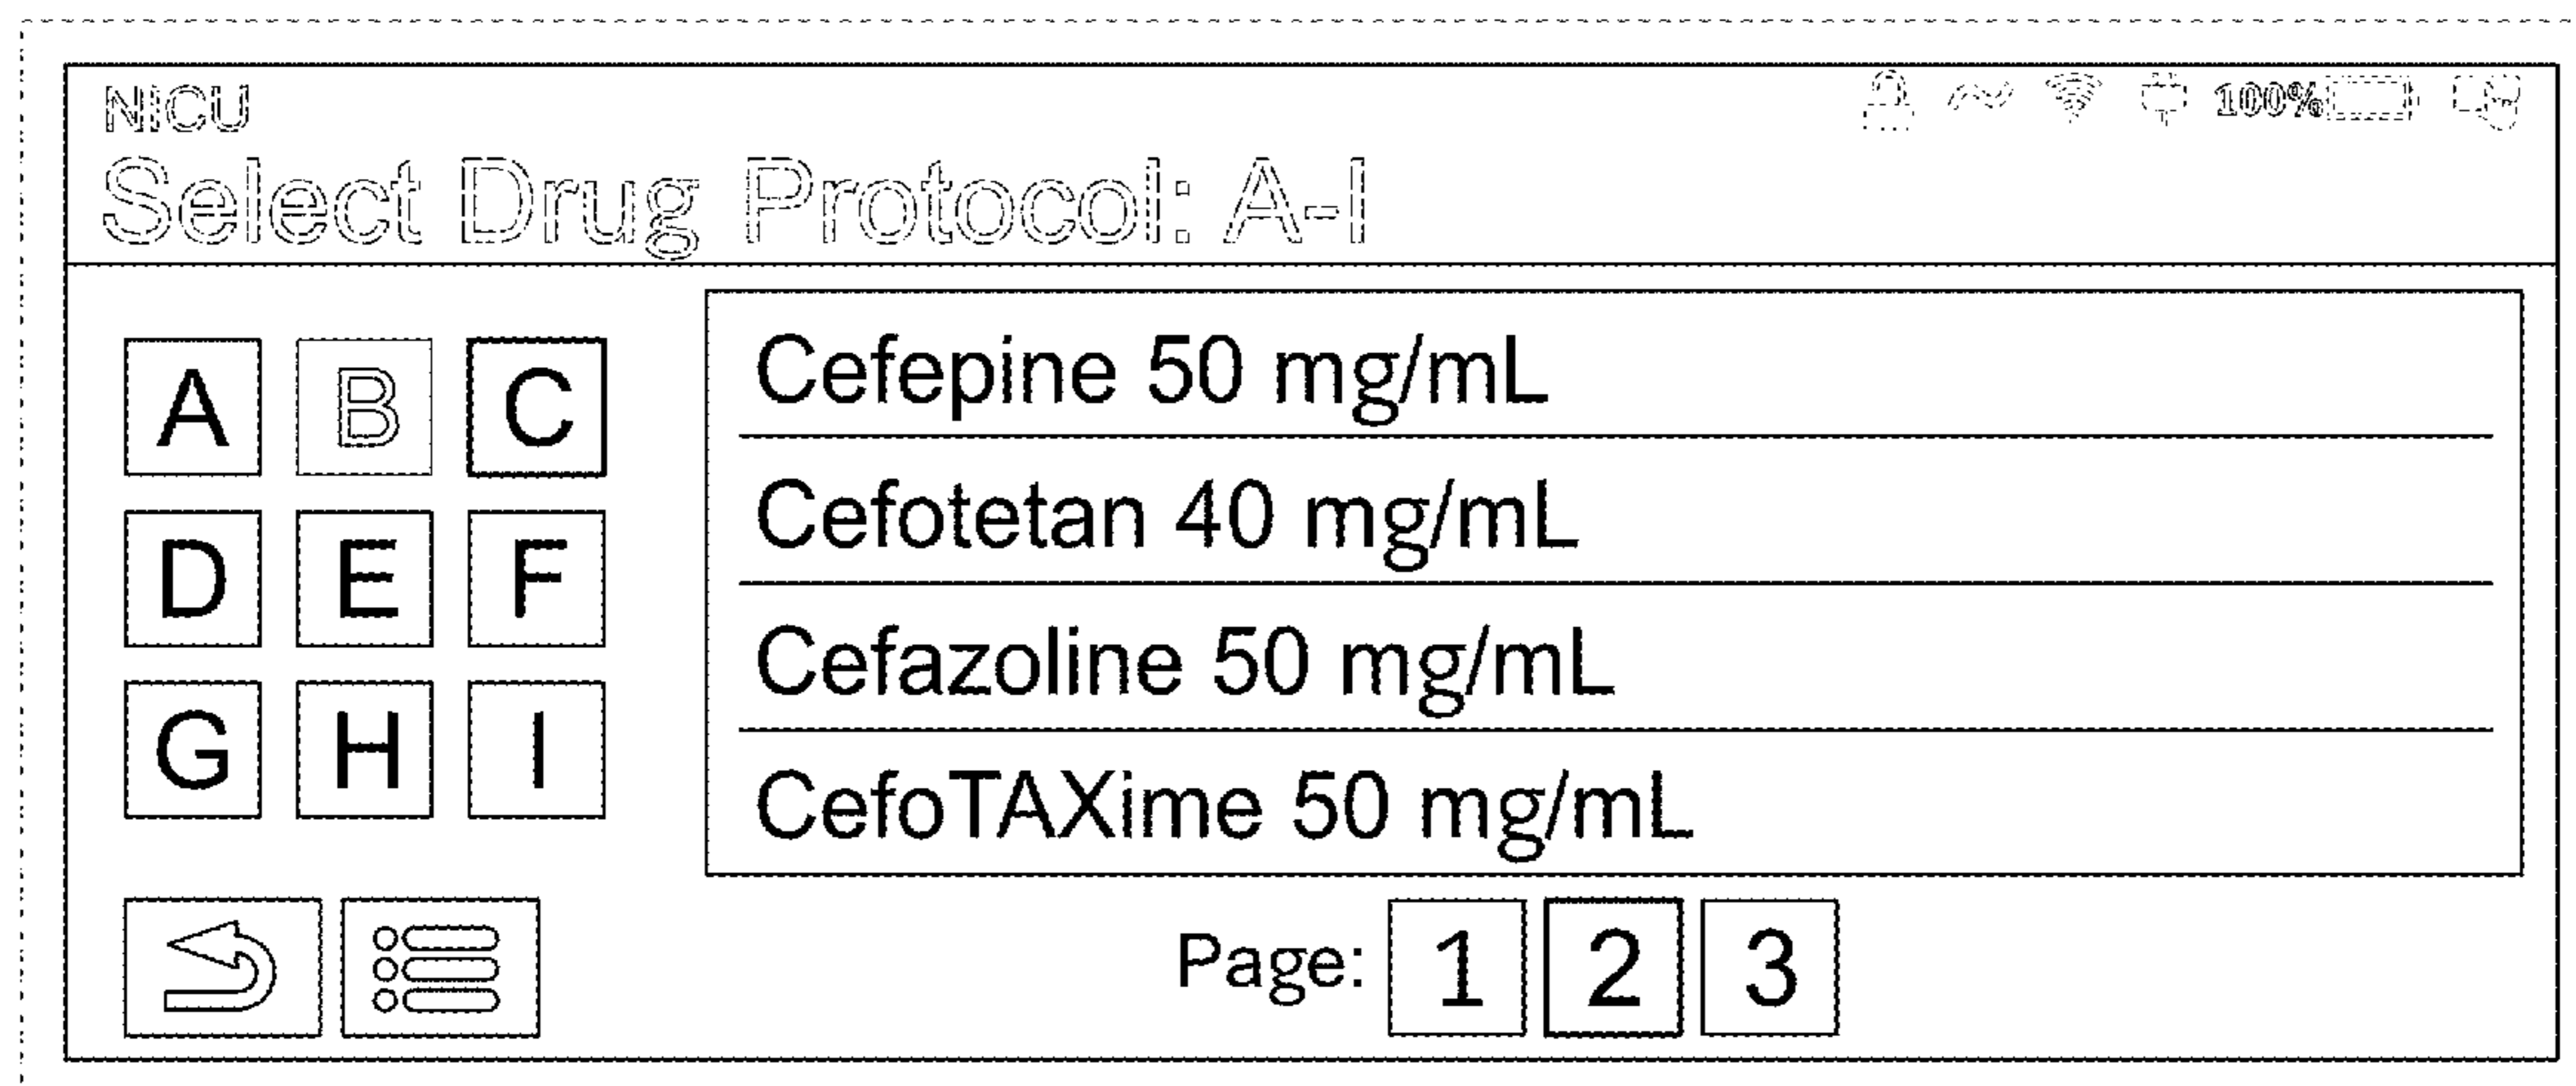 NICU 100%
Select Drug Protocol: A-I
A B C
D E F
G H I
Cefepine 50 mg/mL
Cefotetan 40 mg/mL
Cefazoline 50 mg/mL
CefoTAXime 50 mg/mL
Page: 1 2 3